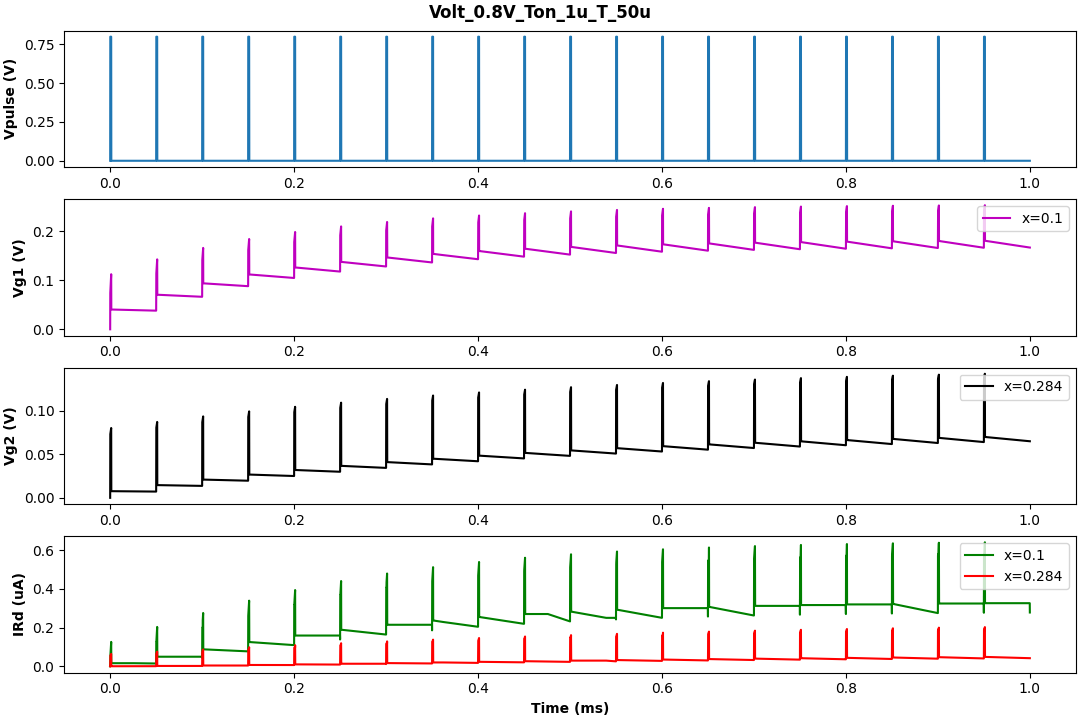 Volt_0.8V_Ton_1u_T_50u
Vpulse (V)
0.75
0.50
0.25
0.00
0.0 0.2 0.4 0.6 0.8 1.0
Vg1 (V)
0.2
0.1
0.0
x=0.1
0.0 0.2 0.4 0.6 0.8 1.0
Vg2 (V)
0.10
0.05
0.00
x=0.284
0.0 0.2 0.4 0.6 0.8 1.0
IRd (uA)
0.6
0.4
0.2
0.0
x=0.1
x=0.284
0.0 0.2 0.4 0.6 0.8 1.0
Time (ms)